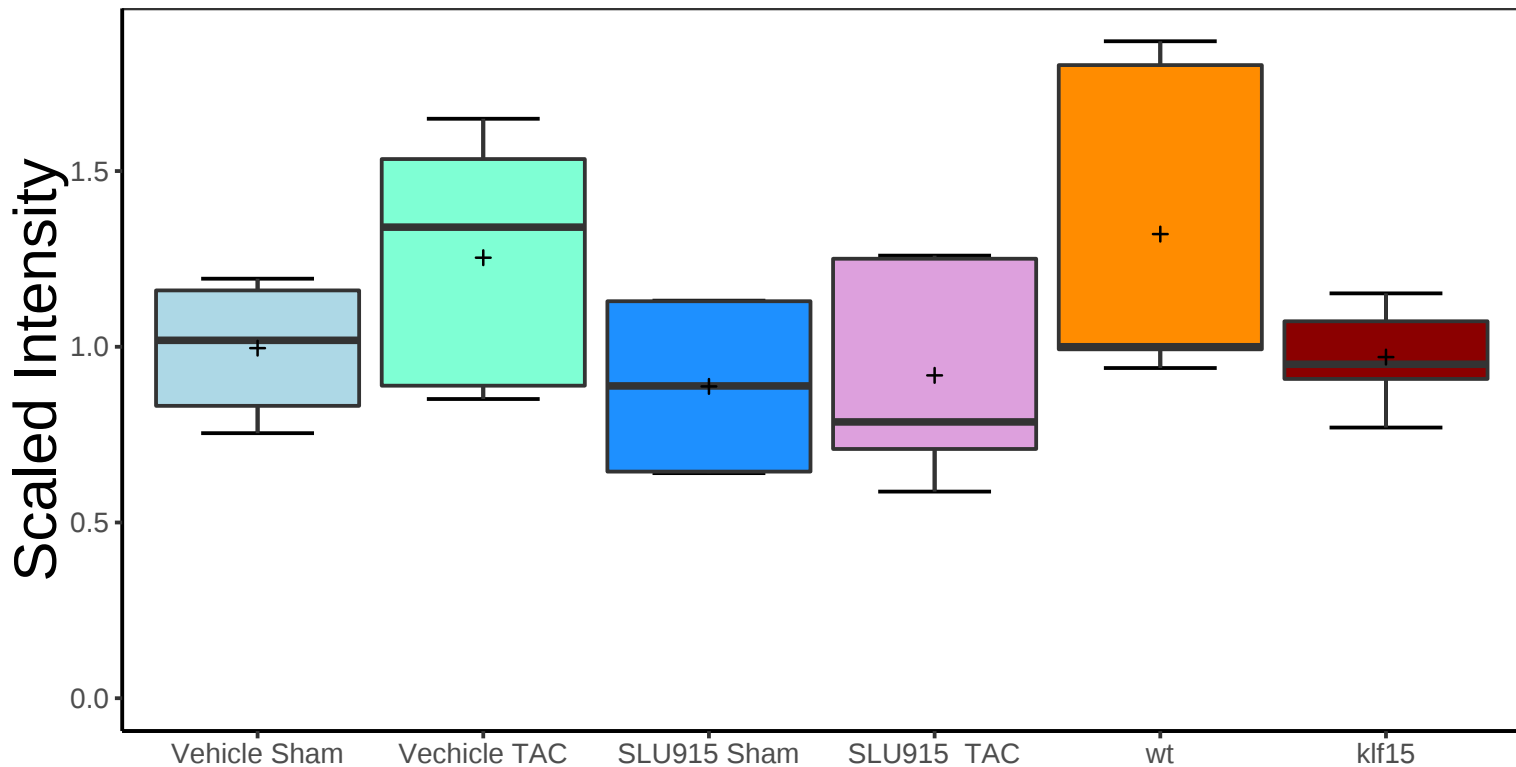 Scaled Intensity
1.5
1.0
0.5
0.0
Vehicle Sham
Vechicle TAC
SLU915 Sham
SLU915  TAC
wt
klf15